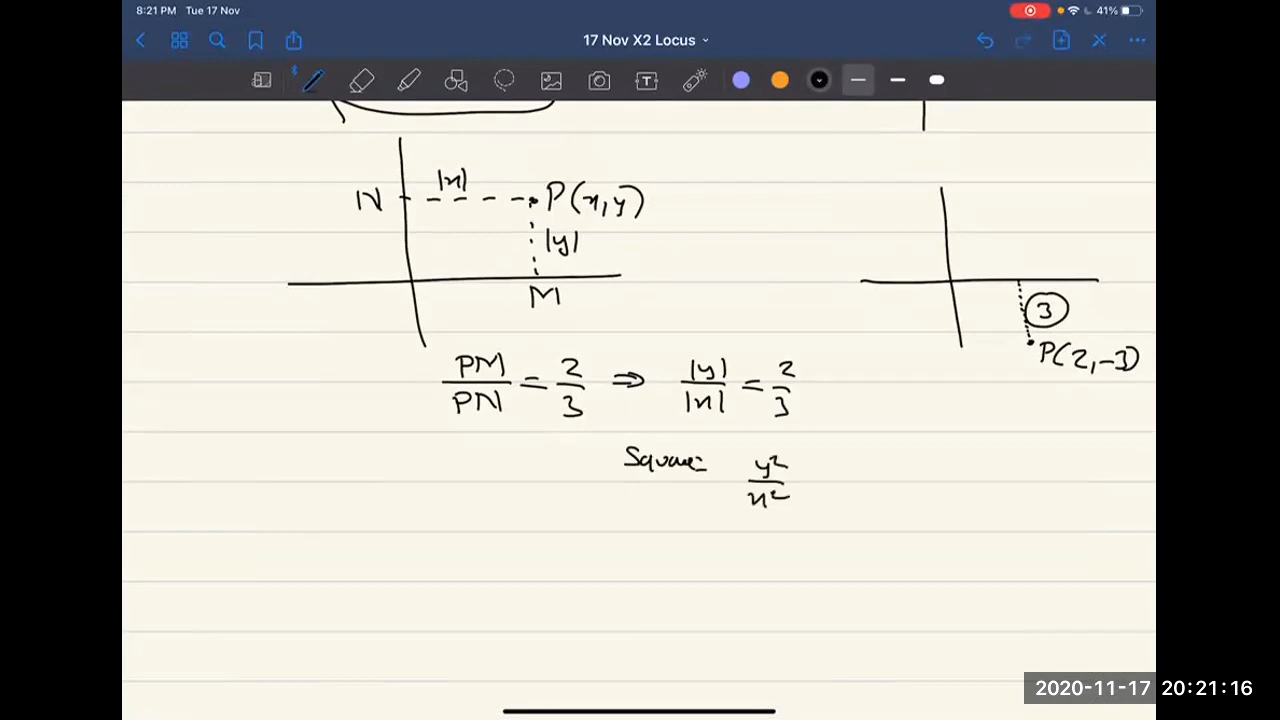 8:21 PM Tue 17 Nov
41%
17 Nov X2 Locus
T
|x|
N
P(x,y)
|y|
M
3
P(2,-3)
PM/PN = 2/3 ⇒ |y|/|x| = 2/3
Square: y²/x²
2020-11-17 20:21:16